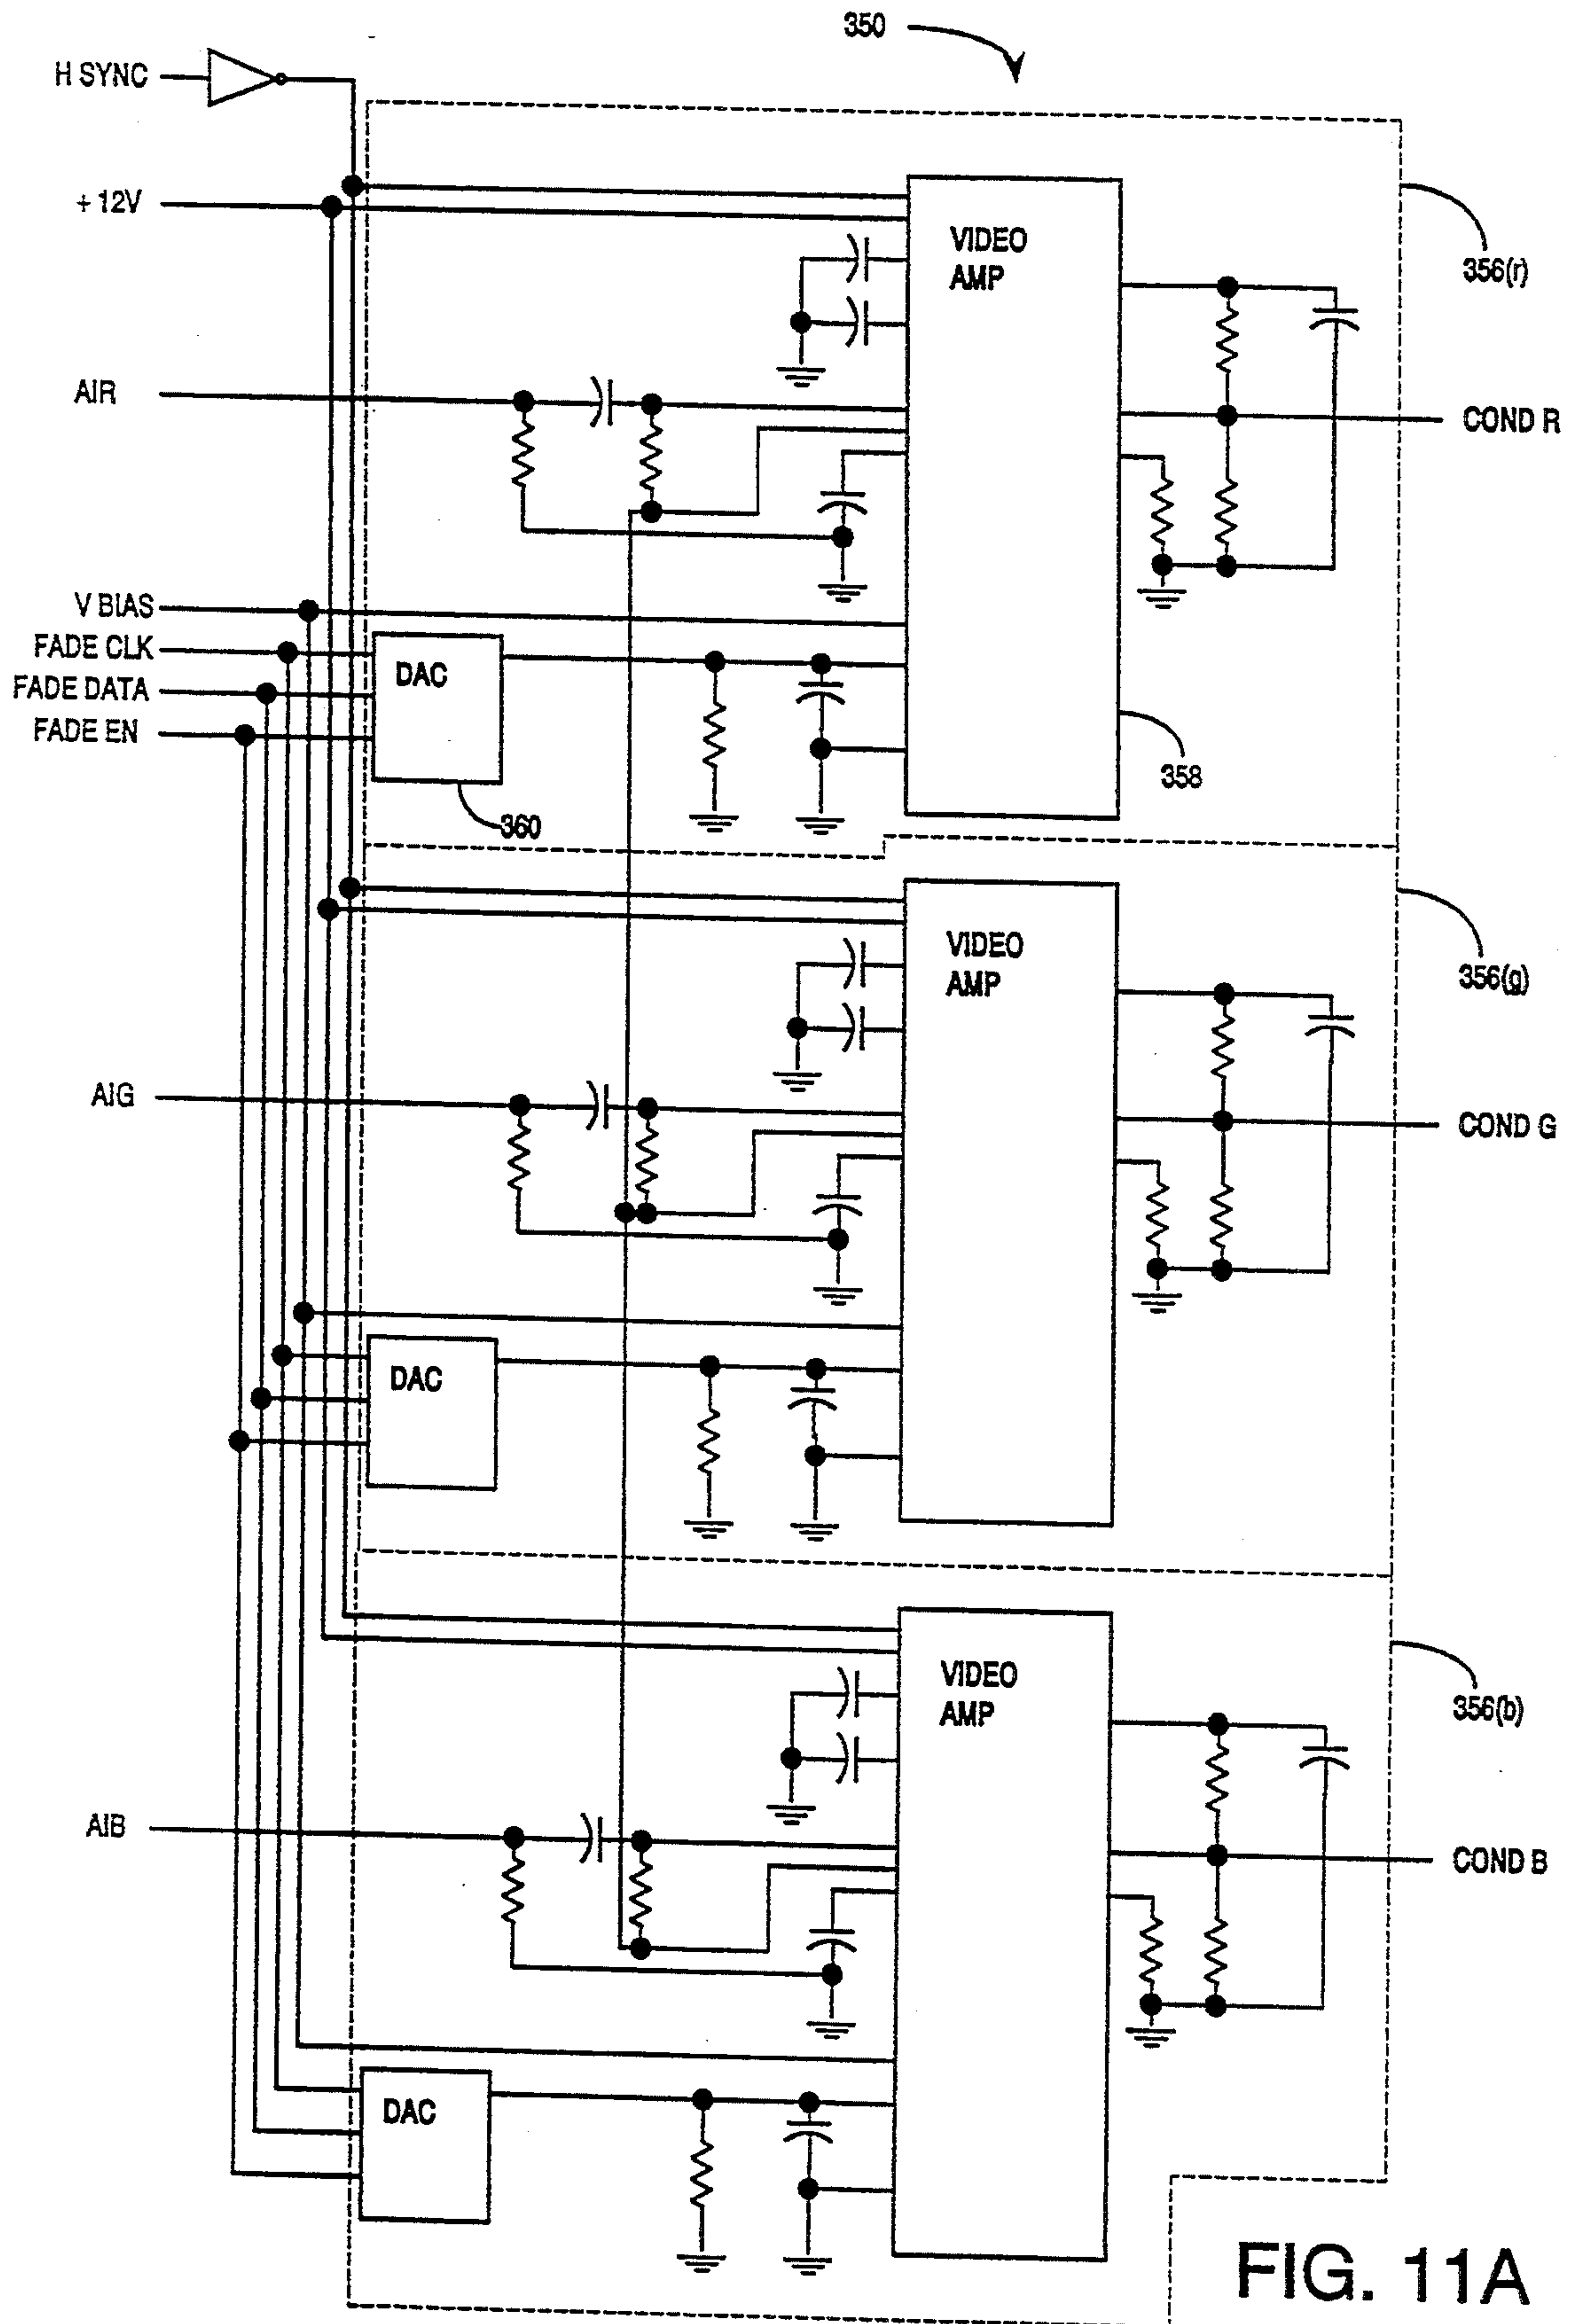 350
H SYNC
+ 12V
VIDEO
AMP
356(r)
AIR
COND R
V BIAS
FADE CLK
FADE DATA
FADE EN
DAC
358
360
VIDEO
AMP
356(g)
AIG
COND G
DAC
VIDEO
AMP
356(b)
AIB
COND B
DAC
FIG. 11A